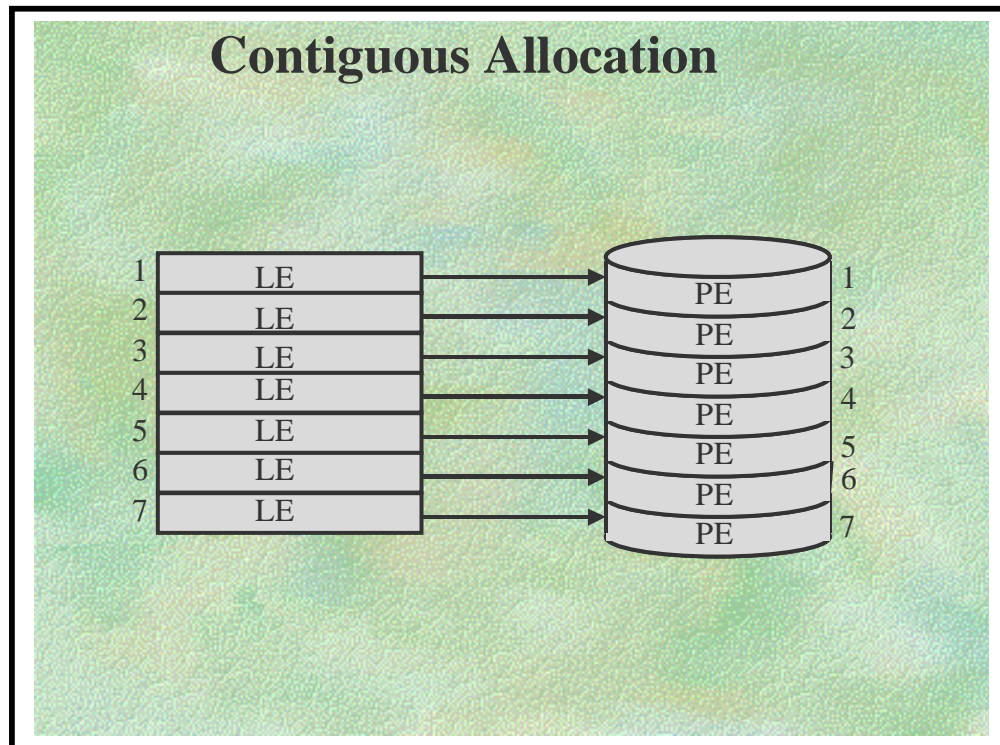 Contiguous Allocation
1 LE PE 1
2 LE PE 2
3 LE PE 3
4 LE PE 4
5 LE PE 5
6 LE PE 6
7 LE PE 7